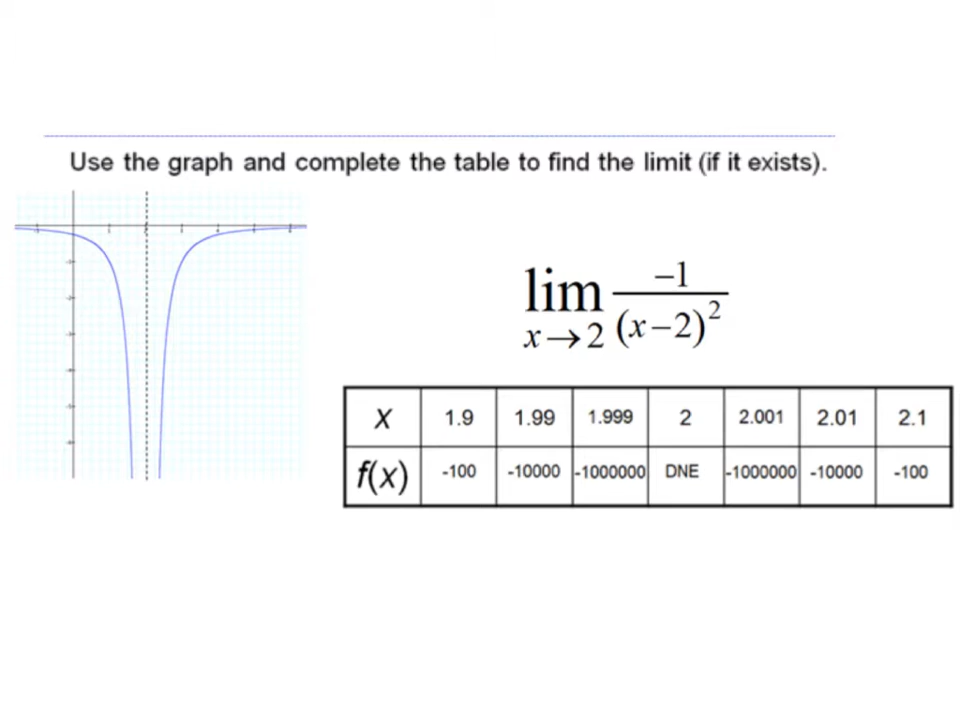 Use the graph and complete the table to find the limit (if it exists).
lim x→2 −1/(x−2)²
X 1.9 1.99 1.999 2 2.001 2.01 2.1
f(x) -100 -10000 -1000000 DNE -1000000 -10000 -100